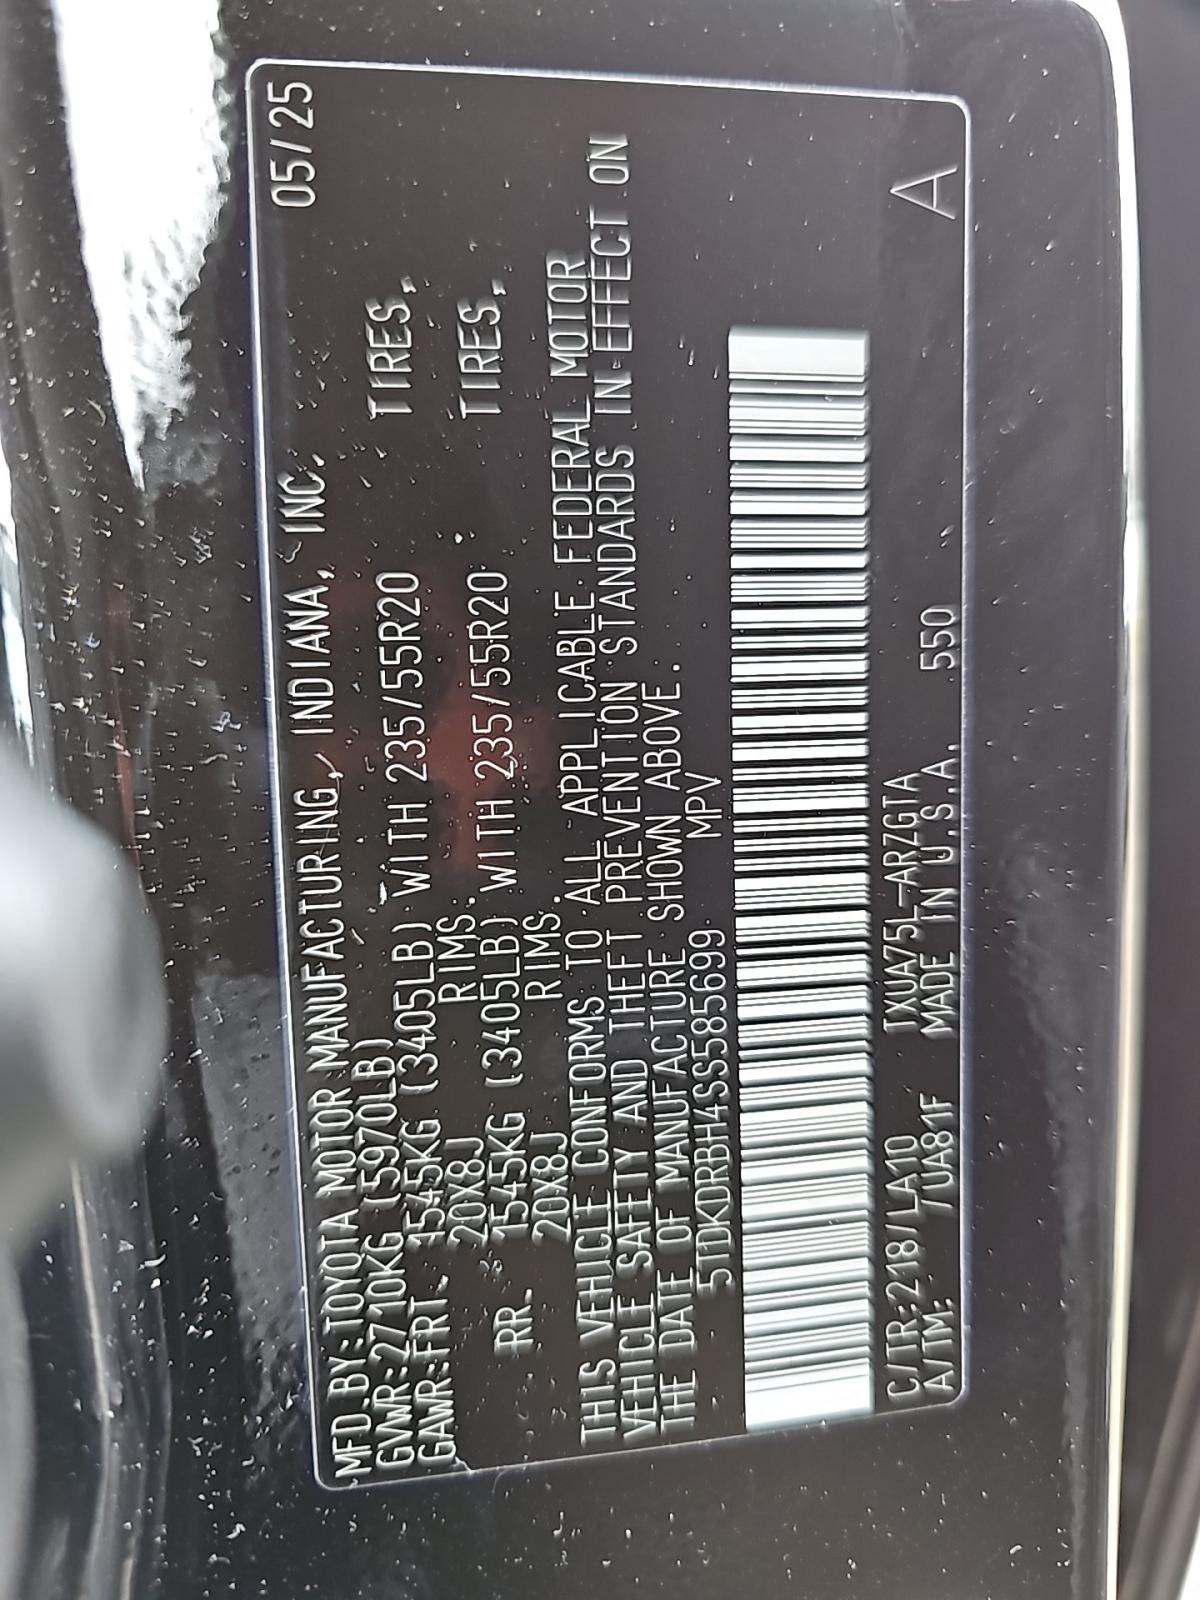 MFD.BY:TOYOTA MOTOR MANUFACTURING, INDIANA, INC. 05/25
GVWR:2710KG (5970LB)
GAWR:FRT. 1545KG (3405LB) WITH 235/55R20 TIRES,
20X8J RIMS.
RR. 1545KG (3405LB) WITH 235/55R20 TIRES,
20X8J RIMS.
THIS VEHICLE CONFORMS TO ALL APPLICABLE FEDERAL MOTOR
VEHICLE SAFETY AND THEFT PREVENTION STANDARDS IN EFFECT ON
THE DATE OF MANUFACTURE SHOWN ABOVE.
5TDKDRBH4SS585699 MPV
C/TR:218/LA10 TXUA75L-ARZGTA
A/TM: /UA81F MADE IN U.S.A. 550 A